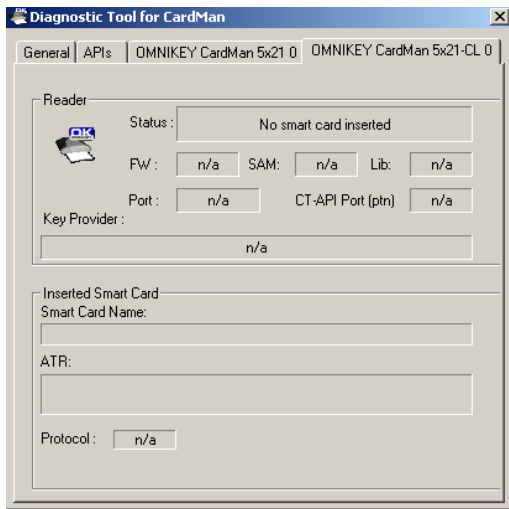 Diagnostic Tool for CardMan
General APIs OMNIKEY CardMan 5x21 0 OMNIKEY CardMan 5x21-CL 0
Reader
OK
Status : No smart card inserted
FW : n/a SAM: n/a Lib: n/a
Port : n/a CT-API Port (ptn) n/a
Key Provider :
n/a
Inserted Smart Card
Smart Card Name:
ATR:
Protocol : n/a